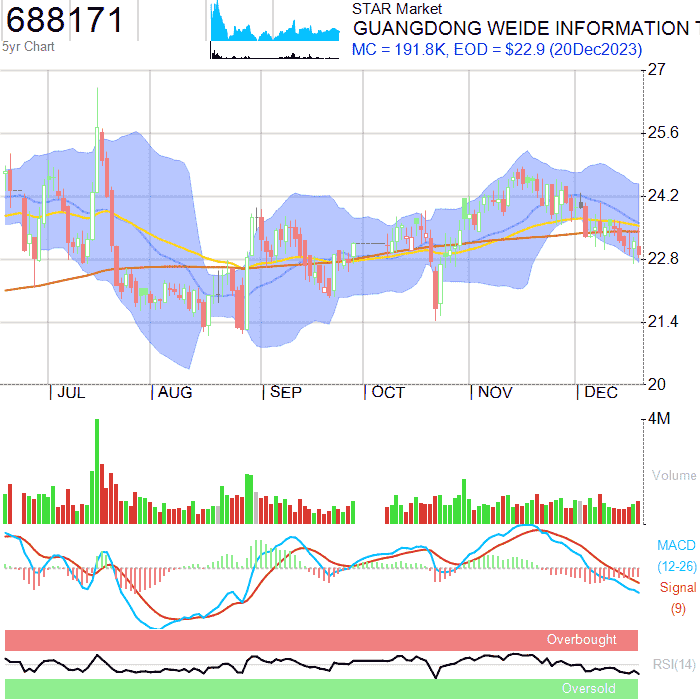 688171
5yr Chart
STAR Market
GUANGDONG WEIDE INFORMATION T
MC = 191.8K, EOD = $22.9 (20Dec2023)
27
25.6
24.2
22.8
21.4
20
JUL
AUG
SEP
OCT
NOV
DEC
4M
Volume
MACD
(12-26)
Signal
(9)
Overbought
RSI(14)
Oversold